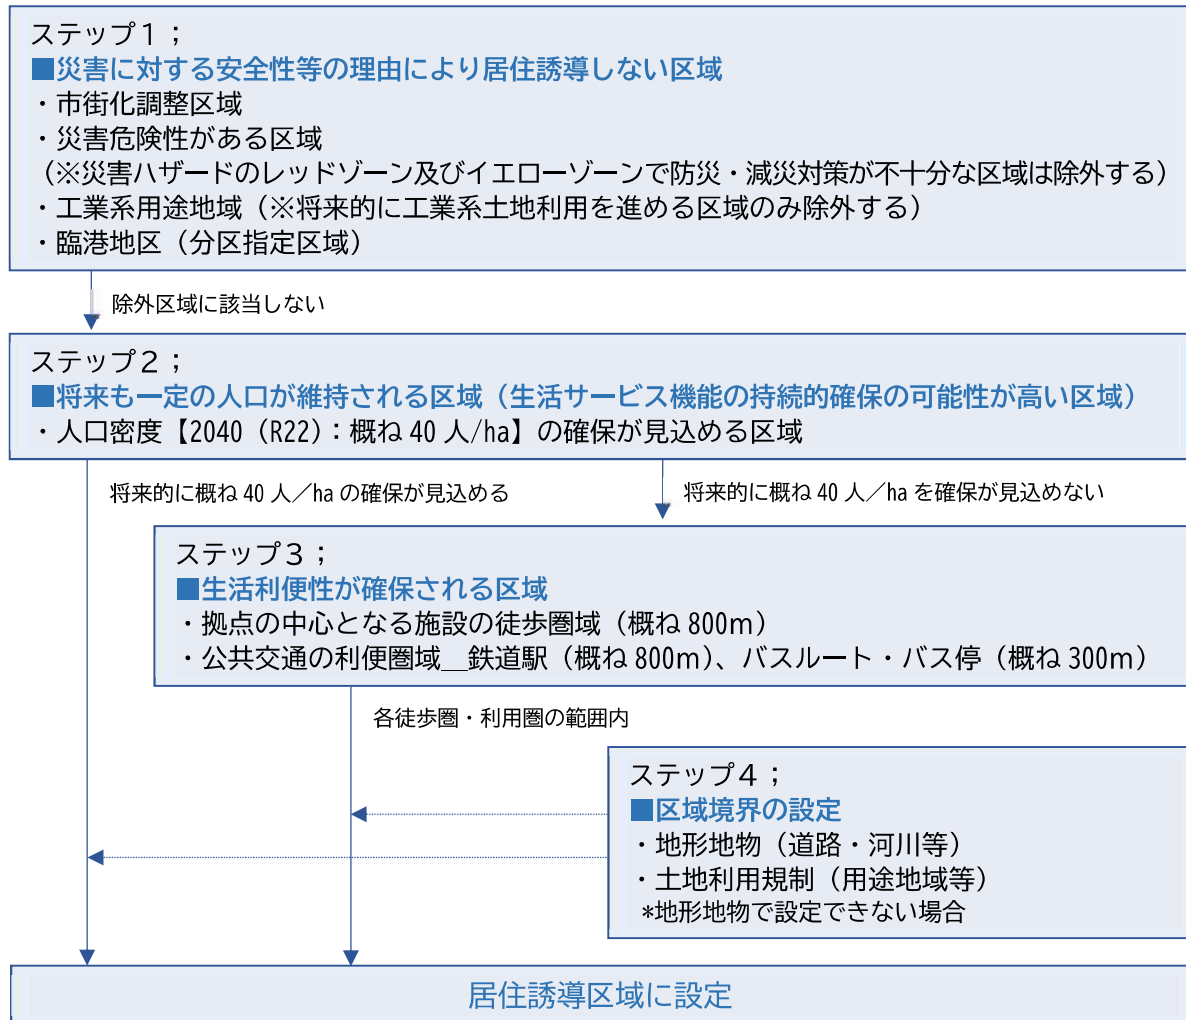 ステップ１；
■災害に対する安全性等の理由により居住誘導しない区域
・市街化調整区域
・災害危険性がある区域
（※災害ハザードのレッドゾーン及びイエローゾーンで防災・減災対策が不十分な区域は除外する）
・工業系用途地域（※将来的に工業系土地利用を進める区域のみ除外する）
・臨港地区（分区指定区域）
除外区域に該当しない
ステップ２；
■将来も一定の人口が維持される区域（生活サービス機能の持続的確保の可能性が高い区域）
・人口密度【2040（R22）：概ね 40 人/ha】の確保が見込める区域
将来的に概ね 40 人／ha の確保が見込める
将来的に概ね 40 人／ha を確保が見込めない
ステップ３；
■生活利便性が確保される区域
・拠点の中心となる施設の徒歩圏域（概ね 800m）
・公共交通の利便圏域＿鉄道駅（概ね 800m）、バスルート・バス停（概ね 300m）
各徒歩圏・利用圏の範囲内
ステップ４；
■区域境界の設定
・地形地物（道路・河川等）
・土地利用規制（用途地域等）
*地形地物で設定できない場合
居住誘導区域に設定